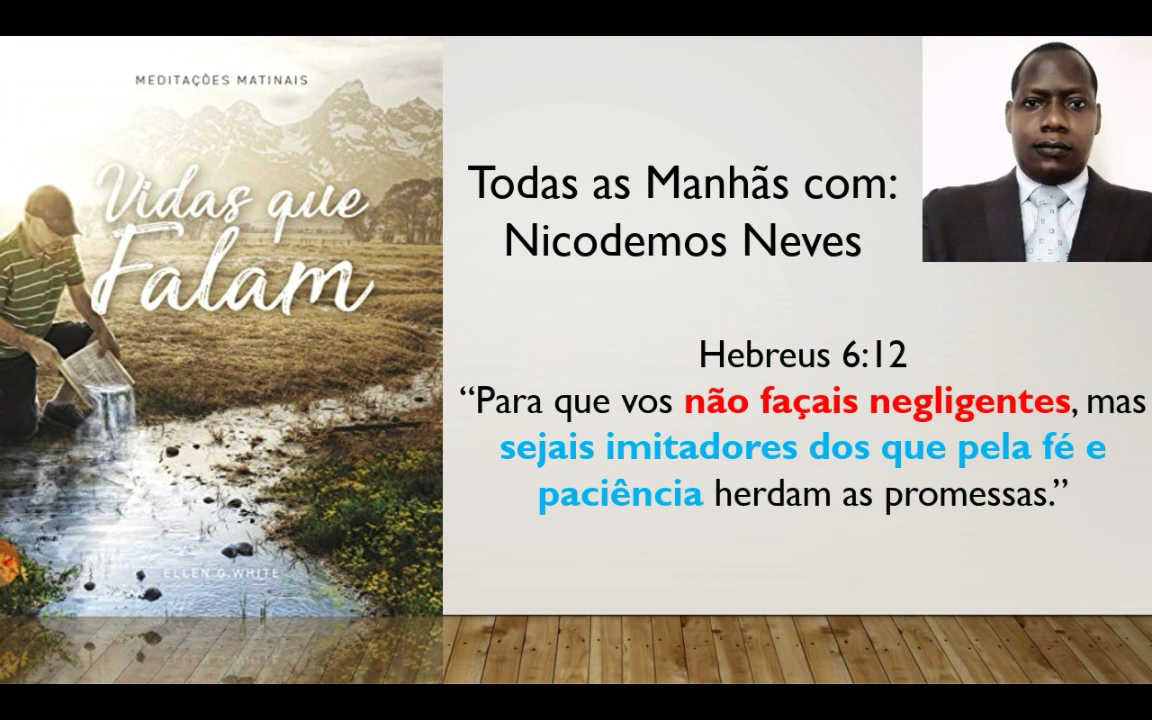 MEDITAÇÕES MATINAIS
Vidas que
Falam
ELLEN G. WHITE
Todas as Manhãs com:
Nicodemos Neves
Hebreus 6:12
“Para que vos não façais negligentes, mas
sejais imitadores dos que pela fé e
paciência herdam as promessas.”